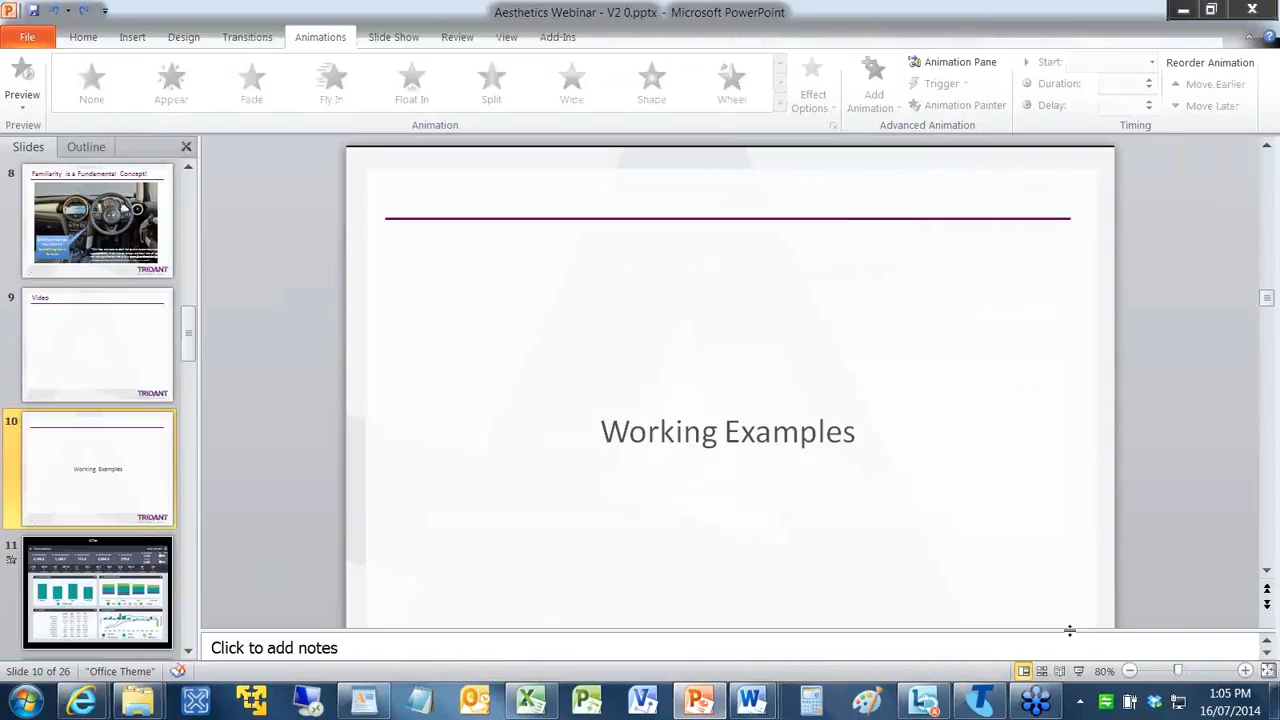 Aesthetics Webinar - V2 0.pptx - Microsoft PowerPoint
File Home Insert Design Transitions Animations Slide Show Review View Add-Ins
Preview
None Appear Fade Fly In Float In Split Wipe Shape Wheel
Effect Options
Add Animation
Animation Pane
Trigger
Animation Painter
Start:
Duration:
Delay:
Reorder Animation
Move Earlier
Move Later
Preview Animation Advanced Animation Timing
Slides Outline
8
Familiarity is a Fundamental Concept!
TRIDANT
9
Video
TRIDANT
10
Working Examples
TRIDANT
11
Working Examples
Click to add notes
Slide 10 of 26 "Office Theme" 80%
1:05 PM
16/07/2014